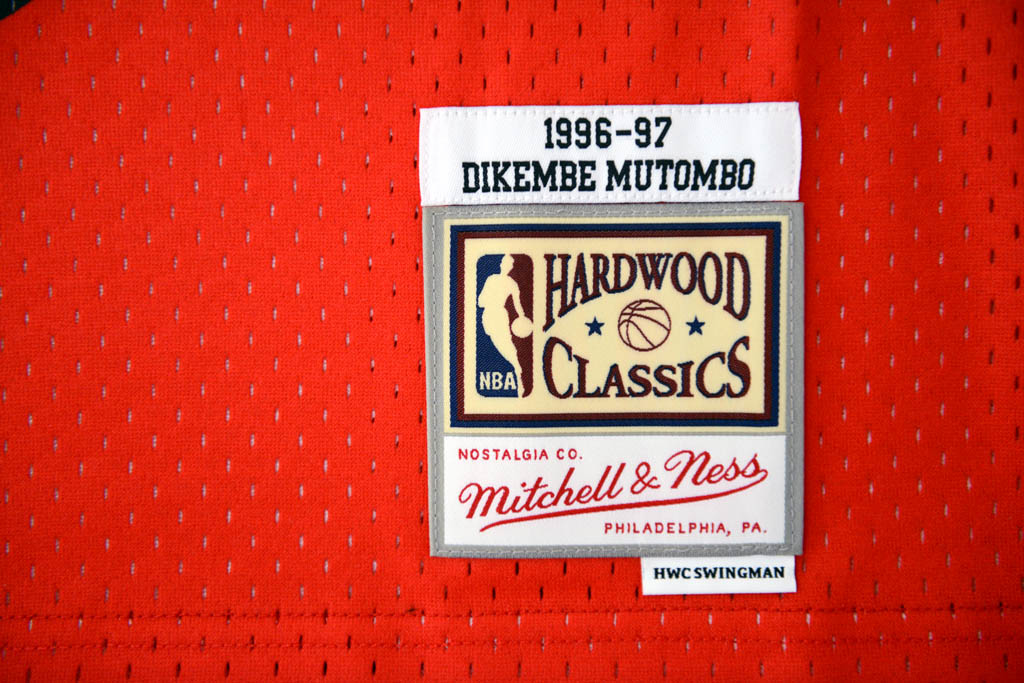 1996-97
DIKEMBE MUTOMBO
HARDWOOD
CLASSICS
NBA
NOSTALGIA CO.
Mitchell & Ness
PHILADELPHIA, PA.
HWC SWINGMAN